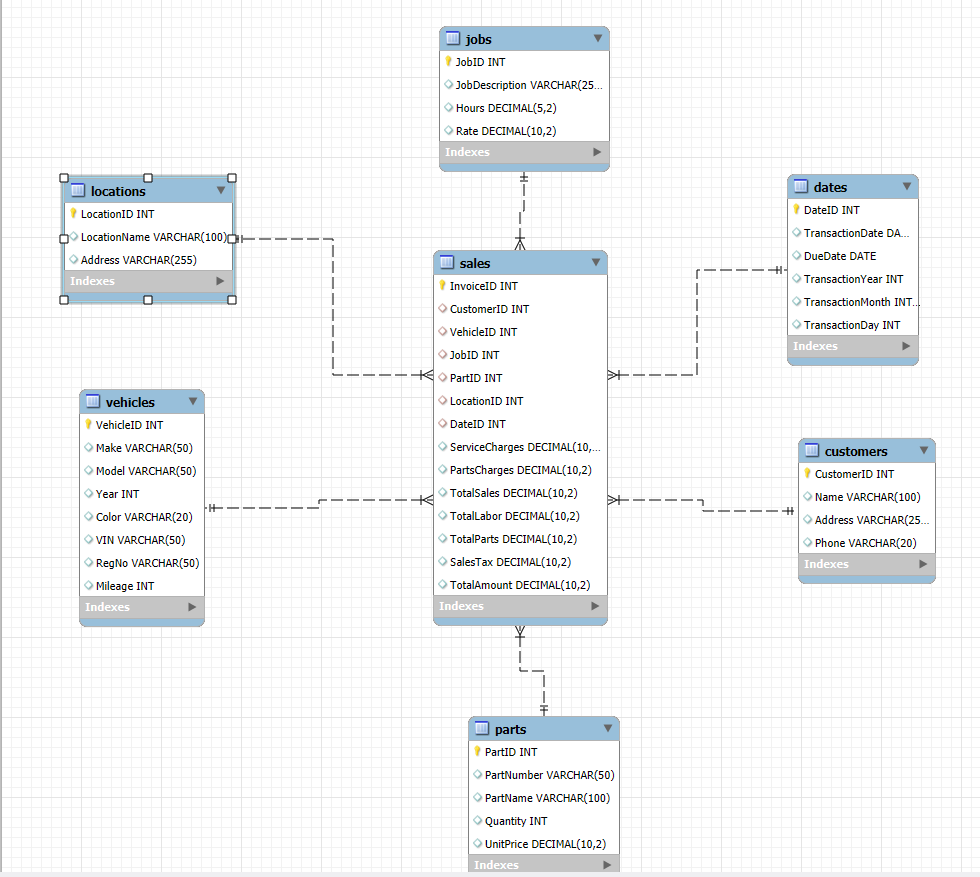 jobs
JobID INT
JobDescription VARCHAR(25...
Hours DECIMAL(5,2)
Rate DECIMAL(10,2)
Indexes
locations
LocationID INT
LocationName VARCHAR(100)
Address VARCHAR(255)
Indexes
dates
DateID INT
TransactionDate DA...
DueDate DATE
TransactionYear INT
TransactionMonth INT...
TransactionDay INT
Indexes
sales
InvoiceID INT
CustomerID INT
VehicleID INT
JobID INT
PartID INT
LocationID INT
DateID INT
ServiceCharges DECIMAL(10,...
PartsCharges DECIMAL(10,2)
TotalSales DECIMAL(10,2)
TotalLabor DECIMAL(10,2)
TotalParts DECIMAL(10,2)
SalesTax DECIMAL(10,2)
TotalAmount DECIMAL(10,2)
Indexes
vehicles
VehicleID INT
Make VARCHAR(50)
Model VARCHAR(50)
Year INT
Color VARCHAR(20)
VIN VARCHAR(50)
RegNo VARCHAR(50)
Mileage INT
Indexes
customers
CustomerID INT
Name VARCHAR(100)
Address VARCHAR(25...
Phone VARCHAR(20)
Indexes
parts
PartID INT
PartNumber VARCHAR(50)
PartName VARCHAR(100)
Quantity INT
UnitPrice DECIMAL(10,2)
Indexes